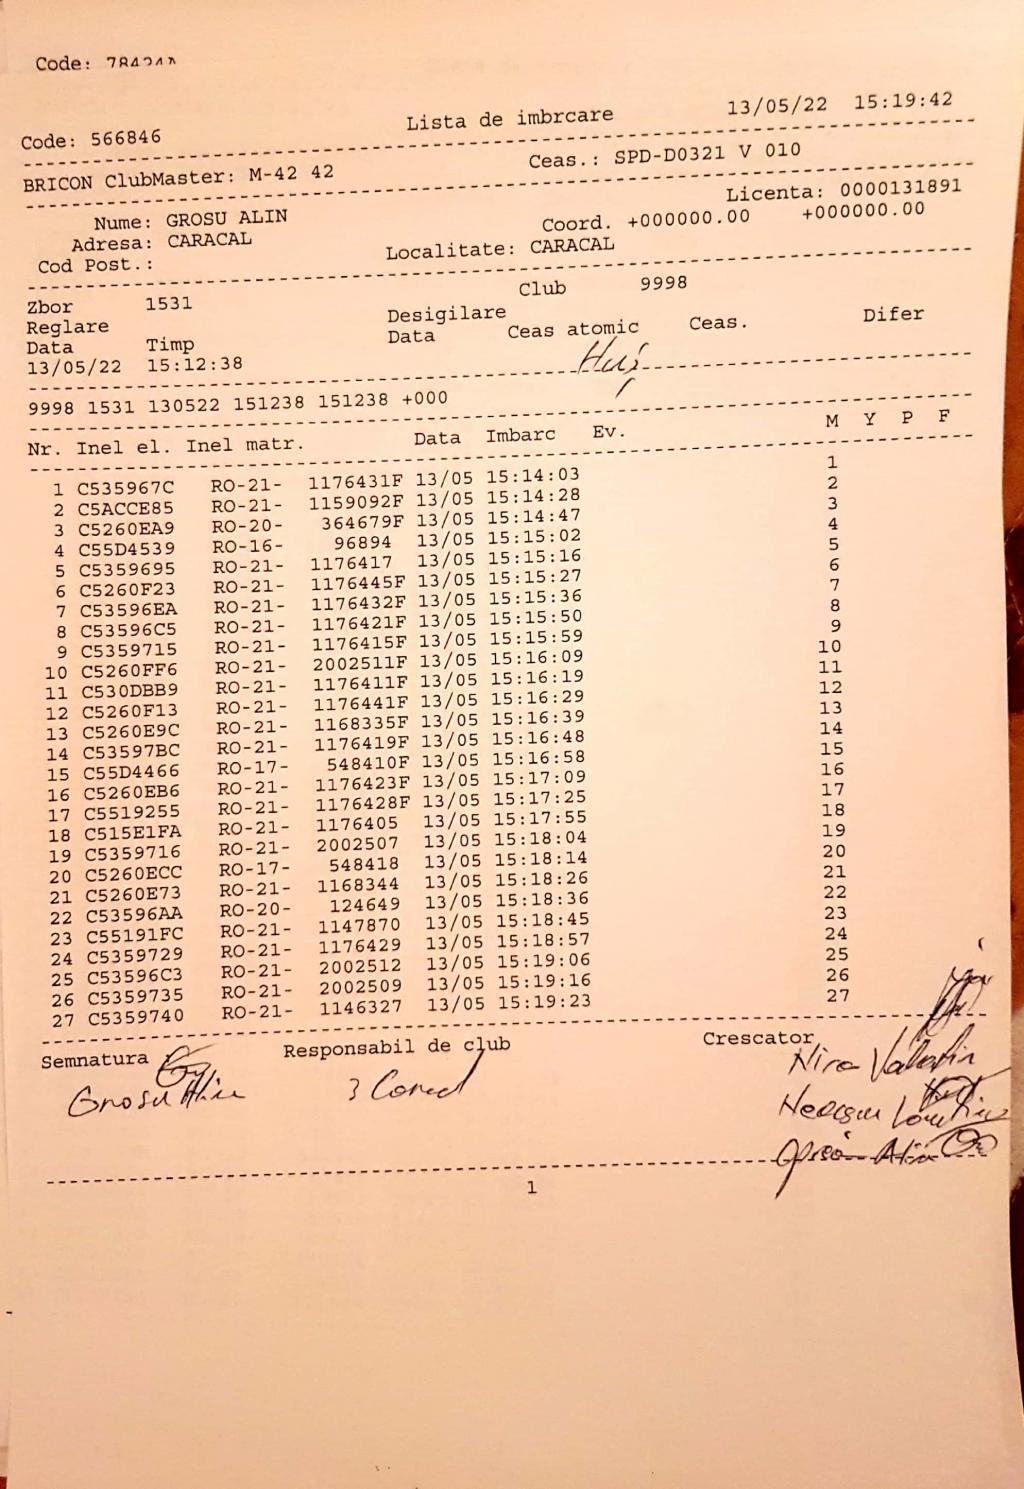 Code:
Lista de imbrcare 13/05/22 15:19:42
Code: 566846
BRICON ClubMaster: M-42 42 Ceas.: SPD-D0321 V 010
Licenta: 0000131891
Nume: GROSU ALIN Coord. +000000.00 +000000.00
Adresa: CARACAL Localitate: CARACAL
Cod Post.:
Zbor 1531 Club 9998
Reglare Desigilare
Data Timp Data Ceas atomic Ceas. Difer
13/05/22 15:12:38
9998 1531 130522 151238 151238 +000
Nr. Inel el. Inel matr. Data Imbarc Ev. M Y P F
1 C535967C RO-21- 1176431F 13/05 15:14:03 1
2 C5ACCE85 RO-21- 1159092F 13/05 15:14:28 2
3 C5260EA9 RO-20- 364679F 13/05 15:14:47 3
4 C55D4539 RO-16- 96894 13/05 15:15:02 4
5 C5359695 RO-21- 1176417 13/05 15:15:16 5
6 C5260F23 RO-21- 1176445F 13/05 15:15:27 6
7 C53596EA RO-21- 1176432F 13/05 15:15:36 7
8 C53596C5 RO-21- 1176421F 13/05 15:15:50 8
9 C5359715 RO-21- 1176415F 13/05 15:15:59 9
10 C5260FF6 RO-21- 2002511F 13/05 15:16:09 10
11 C530DBB9 RO-21- 1176411F 13/05 15:16:19 11
12 C5260F13 RO-21- 1176441F 13/05 15:16:29 12
13 C5260E9C RO-21- 1168335F 13/05 15:16:39 13
14 C53597BC RO-21- 1176419F 13/05 15:16:48 14
15 C55D4466 RO-17- 548410F 13/05 15:16:58 15
16 C5260EB6 RO-21- 1176423F 13/05 15:17:09 16
17 C5519255 RO-21- 1176428F 13/05 15:17:25 17
18 C515E1FA RO-21- 1176405 13/05 15:17:55 18
19 C5359716 RO-21- 2002507 13/05 15:18:04 19
20 C5260ECC RO-17- 548418 13/05 15:18:14 20
21 C5260E73 RO-21- 1168344 13/05 15:18:26 21
22 C53596AA RO-20- 124649 13/05 15:18:36 22
23 C55191FC RO-21- 1147870 13/05 15:18:45 23
24 C5359729 RO-21- 1176429 13/05 15:18:57 24
25 C53596C3 RO-21- 2002512 13/05 15:19:06 25
26 C5359735 RO-21- 2002509 13/05 15:19:16 26
27 C5359740 RO-21- 1146327 13/05 15:19:23 27
Semnatura Responsabil de club Crescator
Grosu Alin
1